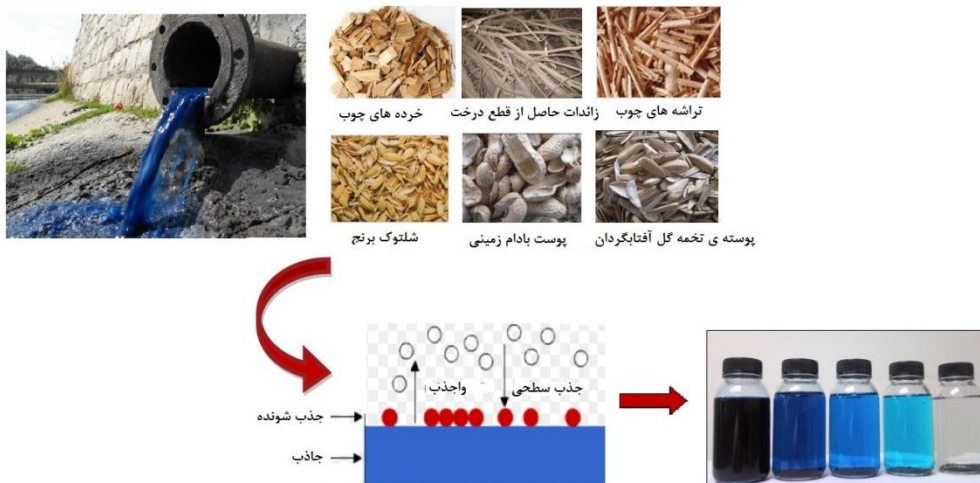 خرده های چوب
زائدات حاصل از قطع درخت
تراشه های چوب
شلتوک برنج
پوست بادام زمینی
پوسته ی تخمه گل آفتابگردان
واجذب
جذب سطحی
جذب شونده
جاذب